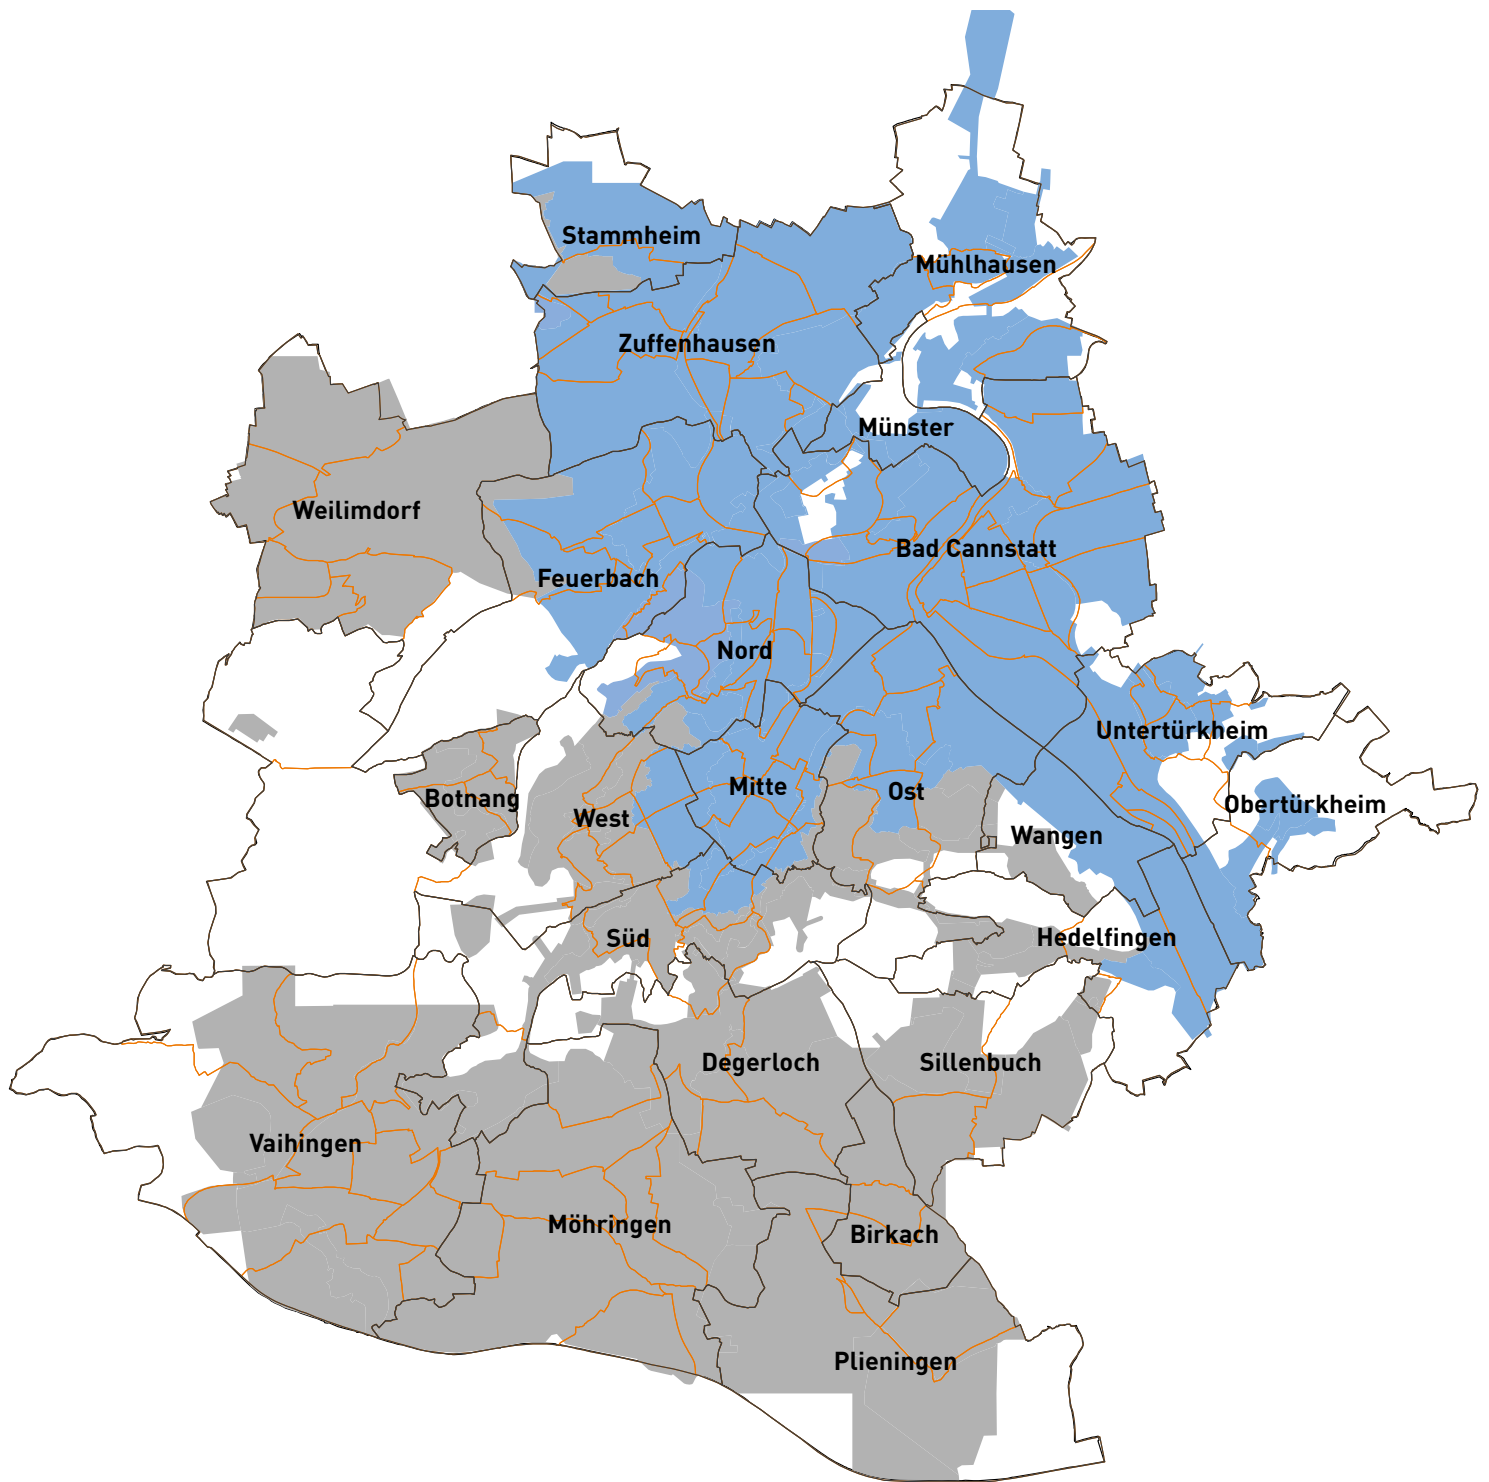 Stammheim
Mühlhausen
Zuffenhausen
Münster
Weilimdorf
Bad Cannstatt
Feuerbach
Nord
Untertürkheim
Mitte
Ost
Botnang
Obertürkheim
West
Wangen
Süd
Hedelfingen
Degerloch
Sillenbuch
Vaihingen
Möhringen
Birkach
Plieningen